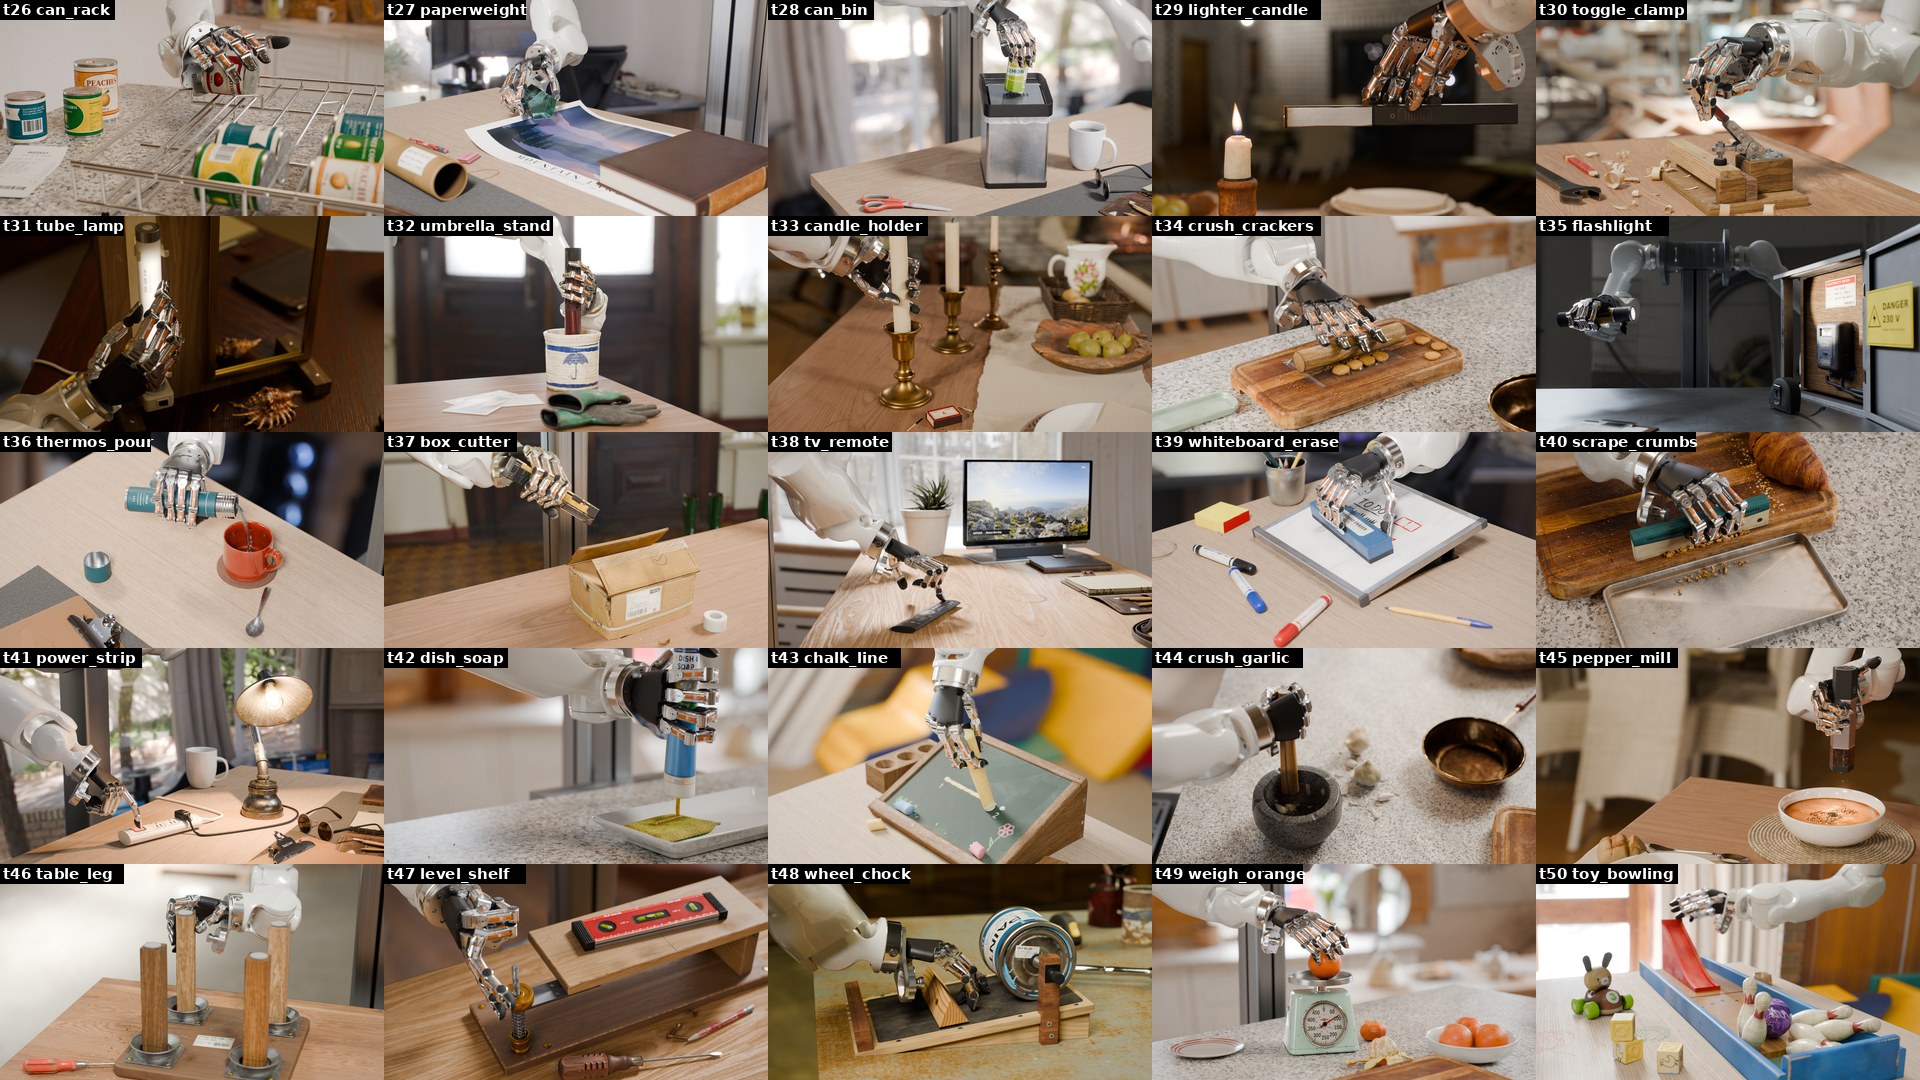 t26 can_rack
t27 paperweight
t28 can_bin
t29 lighter_candle
t30 toggle_clamp
PEACHES
t31 tube_lamp
t32 umbrella_stand
t33 candle_holder
t34 crush_crackers
t35 flashlight
DANGER
230 V
t36 thermos_pour
t37 box_cutter
t38 tv_remote
t39 whiteboard_erase
t40 scrape_crumbs
TODO
t41 power_strip
t42 dish_soap
t43 chalk_line
t44 crush_garlic
t45 pepper_mill
DISH
SOAP
t46 table_leg
t47 level_shelf
t48 wheel_chock
t49 weigh_orange
t50 toy_bowling
PAIN